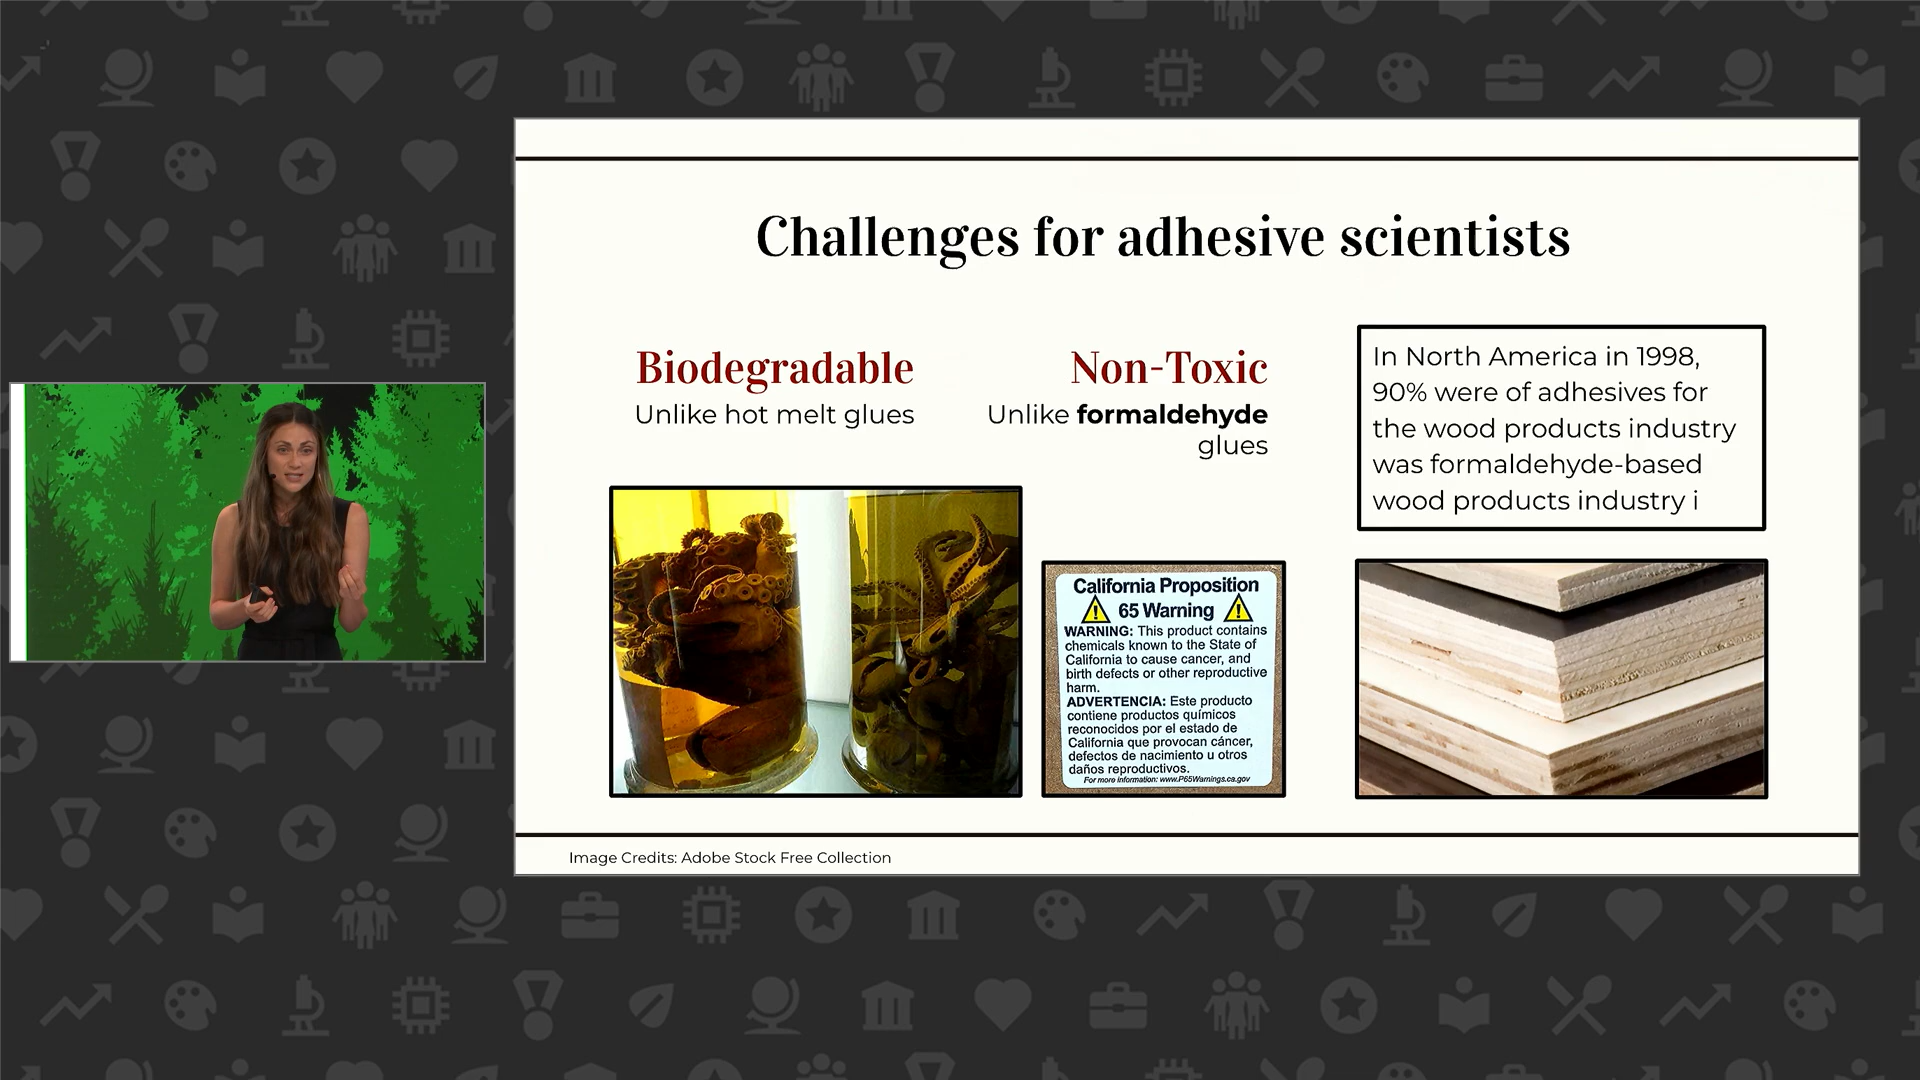 Challenges for adhesive scientists
Biodegradable
Unlike hot melt glues
Non-Toxic
Unlike formaldehyde
glues
In North America in 1998,
90% were of adhesives for
the wood products industry
was formaldehyde-based
wood products industry i
California Proposition
65 Warning
WARNING: This product contains
chemicals known to the State of
California to cause cancer, and
birth defects or other reproductive
harm.
ADVERTENCIA: Este producto
contiene productos químicos
reconocidos por el estado de
California que provocan cáncer,
defectos de nacimiento u otros
daños reproductivos.
For more information: www.P65Warnings.ca.gov
Image Credits: Adobe Stock Free Collection